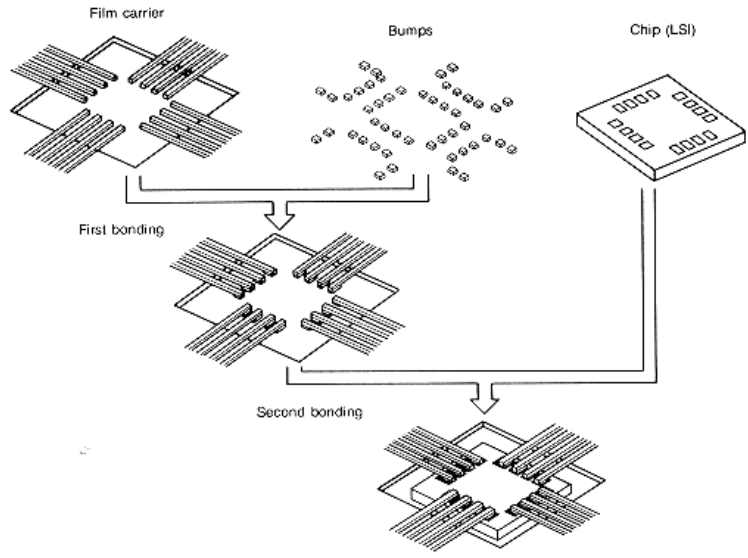 Film carrier
Bumps
Chip (LSI)
First bonding
Second bonding